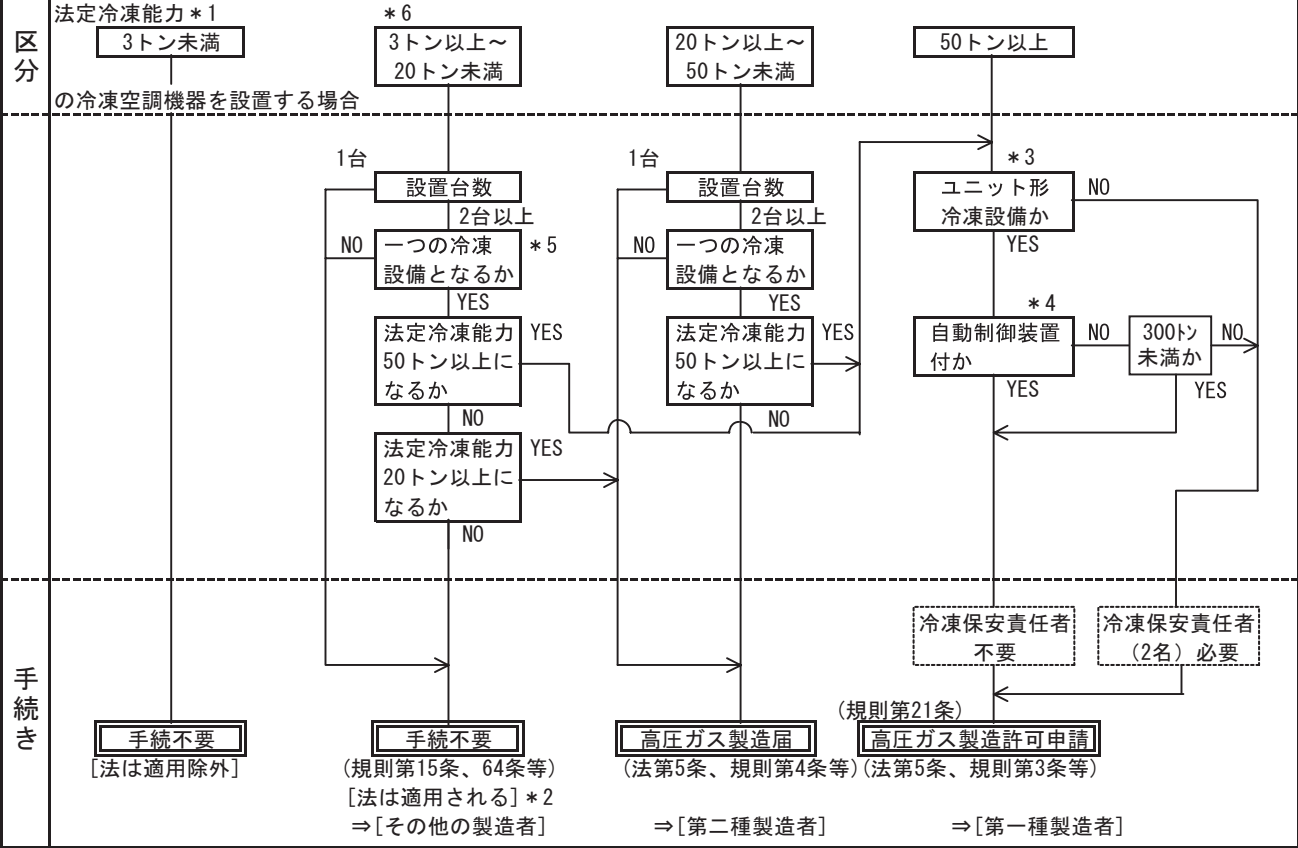 区分
法定冷凍能力＊1
3トン未満
＊6
3トン以上～
20トン未満
20トン以上～
50トン未満
50トン以上
の冷凍空調機器を設置する場合
1台
設置台数
2台以上
NO
一つの冷凍
設備となるか
＊5
YES
法定冷凍能力
50トン以上に
なるか
YES
NO
法定冷凍能力
20トン以上に
なるか
YES
NO
1台
設置台数
2台以上
NO
一つの冷凍
設備となるか
YES
法定冷凍能力
50トン以上に
なるか
YES
NO
＊3
ユニット形
冷凍設備か
NO
YES
＊4
自動制御装置
付か
NO
300ﾄﾝ
未満か
NO
YES
YES
手続き
冷凍保安責任者
不要
冷凍保安責任者
（2名）必要
手続不要
[法は適用除外]
手続不要
(規則第15条、64条等)
[法は適用される]＊2
⇒[その他の製造者]
高圧ガス製造届
(法第5条、規則第4条等)
⇒[第二種製造者]
(規則第21条)
高圧ガス製造許可申請
(法第5条、規則第3条等)
⇒[第一種製造者]